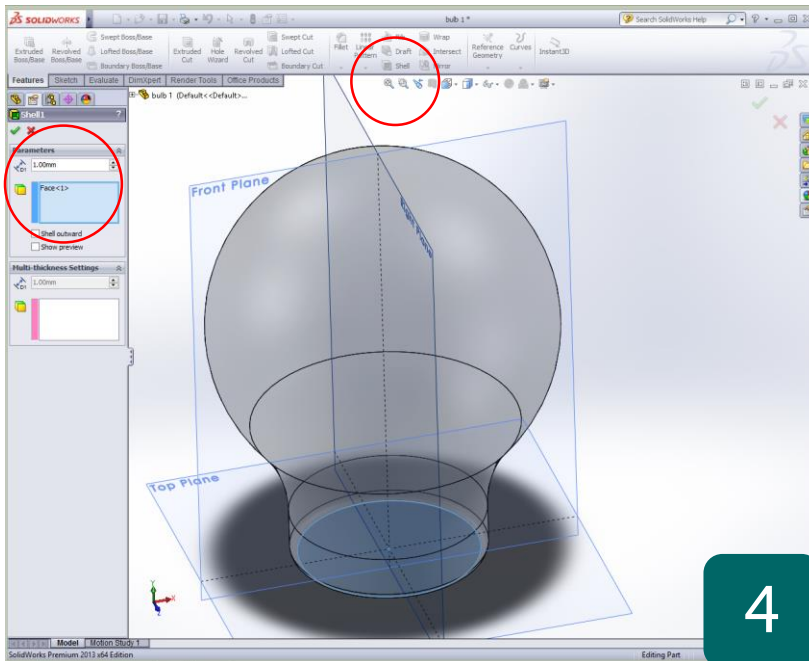 SOLIDWORKS
bulb 1 *
Search SolidWorks Help
Extruded Boss/Base
Revolved Boss/Base
Swept Boss/Base
Lofted Boss/Base
Boundary Boss/Base
Extruded Cut
Hole Wizard
Revolved Cut
Swept Cut
Lofted Cut
Boundary Cut
Fillet
Linear Pattern
Draft
Shell
Wrap
Intersect
Mirror
Reference Geometry
Curves
Instant3D
Features
Sketch
Evaluate
DimXpert
Render Tools
Office Products
bulb 1 (Default<<Default>...
Shell1
?
Parameters
D1
1.00mm
Face<1>
Shell outward
Show preview
Multi-thickness Settings
D1
1.00mm
Front Plane
Right Plane
Top Plane
Y
X
Z
4
Model
Motion Study 1
SolidWorks Premium 2013 x64 Edition
Editing Part